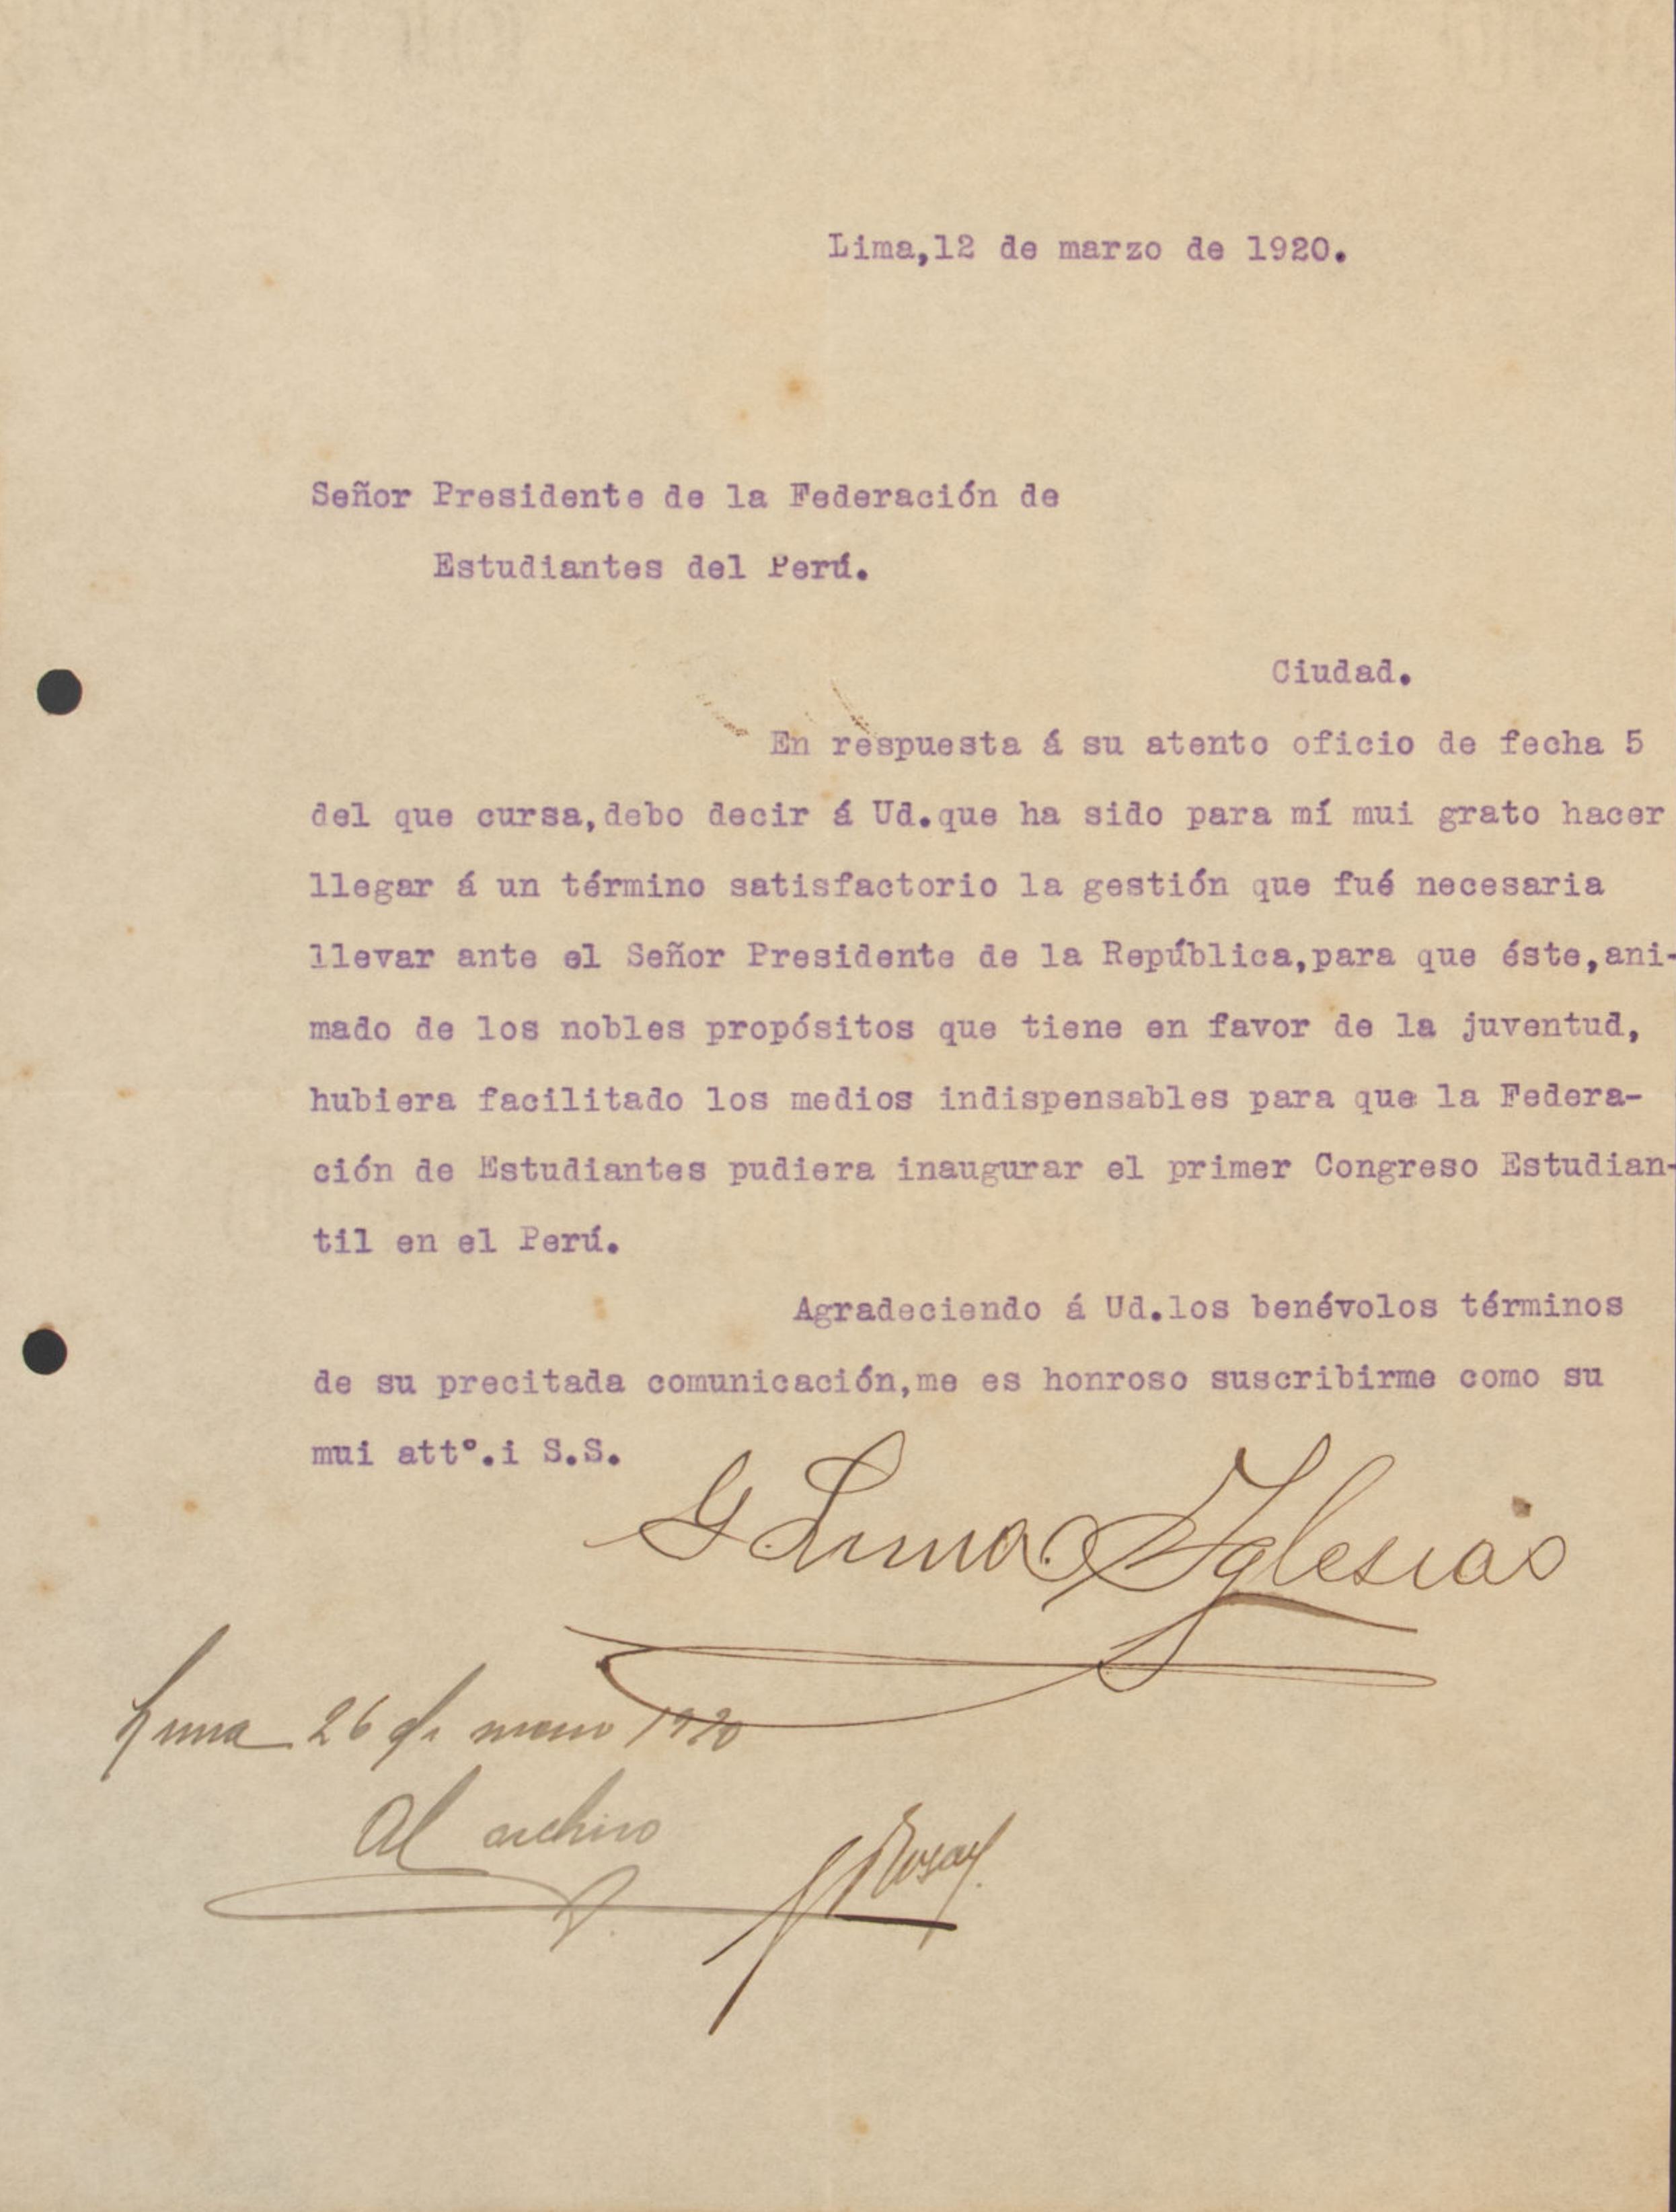 Lima,12 de marzo de 1920.
Señor Presidente de la Federación de
Estudiantes del Perú.
Ciudad.
En respuesta á su atento oficio de fecha 5
del que cursa,debo decir á Ud.que ha sido para mí mui grato hacer
llegar á un término satisfactorio la gestión que fué necesaria
llevar ante el Señor Presidente de la República,para que éste,ani-
mado de los nobles propósitos que tiene en favor de la juventud,
hubiera facilitado los medios indispensables para que la Federa-
ción de Estudiantes pudiera inaugurar el primer Congreso Estudian-
til en el Perú.
Agradeciendo á Ud.los benévolos términos
de su precitada comunicación,me es honroso suscribirme como su
mui att°.i S.S.
G Luna Yglesias
Lima 26 de 1920
Al archivo